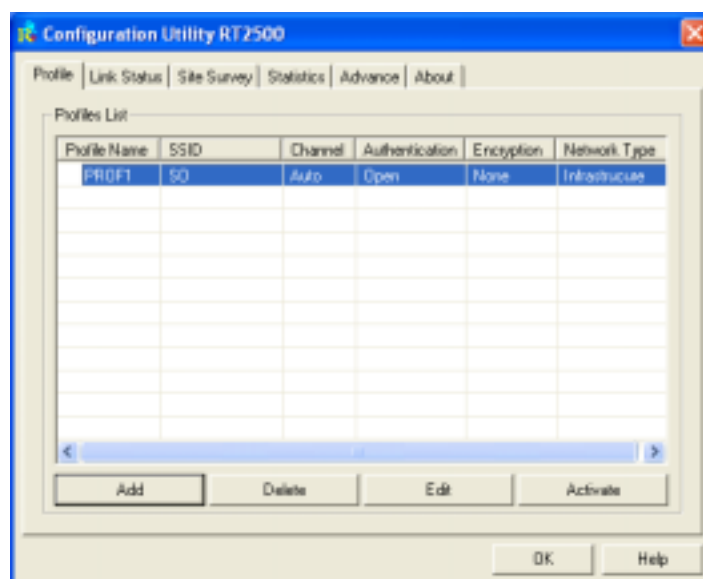 Configuration Utility RT2500
Profile Link Status Site Survey Statistics Advance About
Profiles List
Profile Name SSID Channel Authentication Encryption Network Type
PROF1 SO Auto Open None Infrastrucure
Add Delete Edit Activate
OK Help